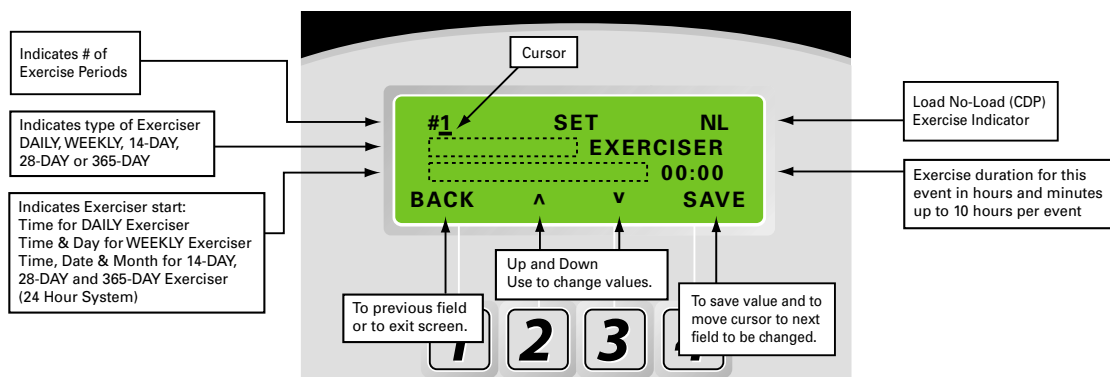 Indicates # of
Exercise Periods
Cursor
Indicates type of Exerciser
DAILY, WEEKLY, 14-DAY,
28-DAY or 365-DAY
Indicates Exerciser start:
Time for DAILY Exerciser
Time & Day for WEEKLY Exerciser
Time, Date & Month for 14-DAY,
28-DAY and 365-DAY Exerciser
(24 Hour System)
#1 SET NL
EXERCISER
00:00
BACK ʌ v SAVE
Load No-Load (CDP)
Exercise Indicator
Exercise duration for this
event in hours and minutes
up to 10 hours per event
To previous field
or to exit screen.
Up and Down
Use to change values.
To save value and to
move cursor to next
field to be changed.
1 2 3 4